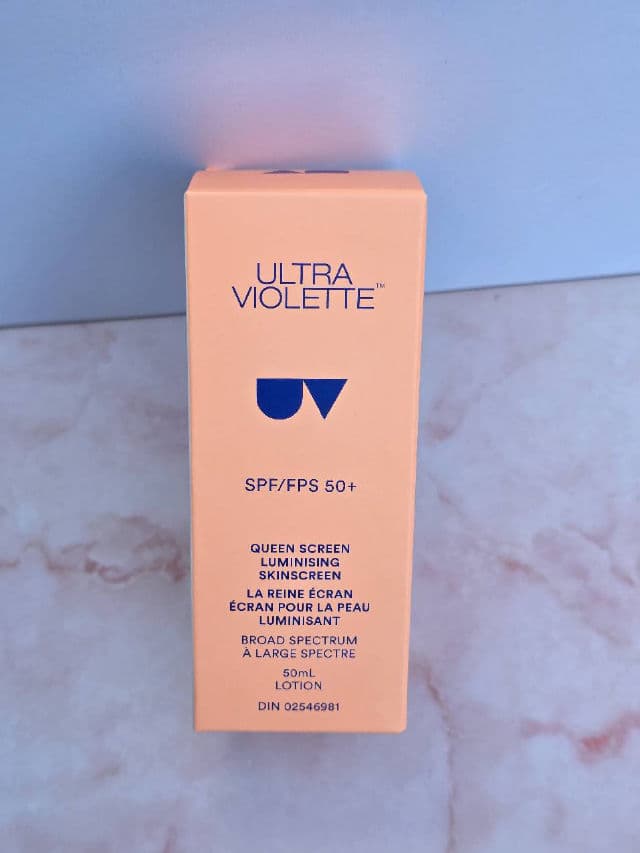 ULTRA
VIOLETTE™
UV
SPF/FPS 50+
QUEEN SCREEN
LUMINISING
SKINSCREEN
LA REINE ÉCRAN
ÉCRAN POUR LA PEAU
LUMINISANT
BROAD SPECTRUM
À LARGE SPECTRE
50mL
LOTION
DIN 02546981